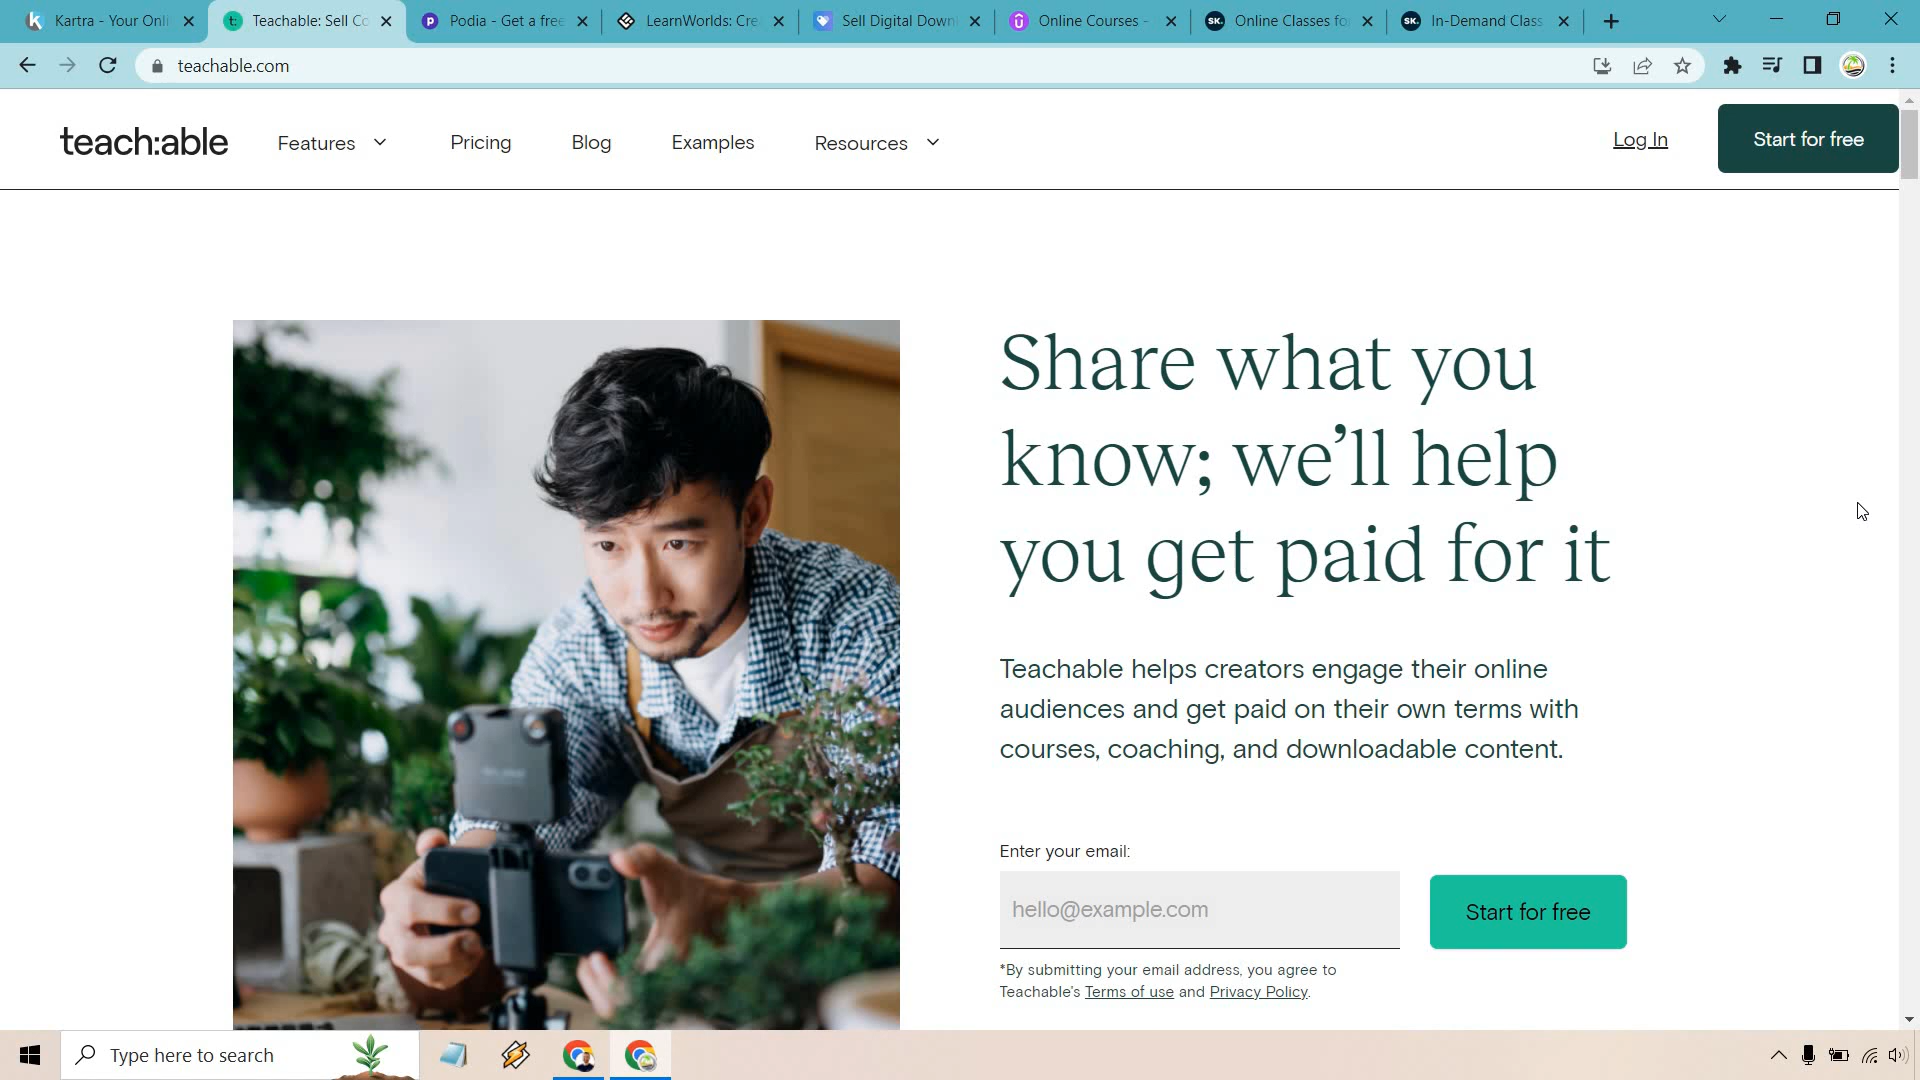 Kartra - Your Onli
Teachable: Sell Co
Podia - Get a free
LearnWorlds: Crea
Sell Digital Downl
Online Courses -
SK. Online Classes fo
SK. In-Demand Class
teachable.com
teach:able
Features
Pricing
Blog
Examples
Resources
Log In
Start for free
Share what you
know; we’ll help
you get paid for it
Teachable helps creators engage their online
audiences and get paid on their own terms with
courses, coaching, and downloadable content.
Enter your email:
hello@example.com
Start for free
*By submitting your email address, you agree to
Teachable's Terms of use and Privacy Policy.
Type here to search